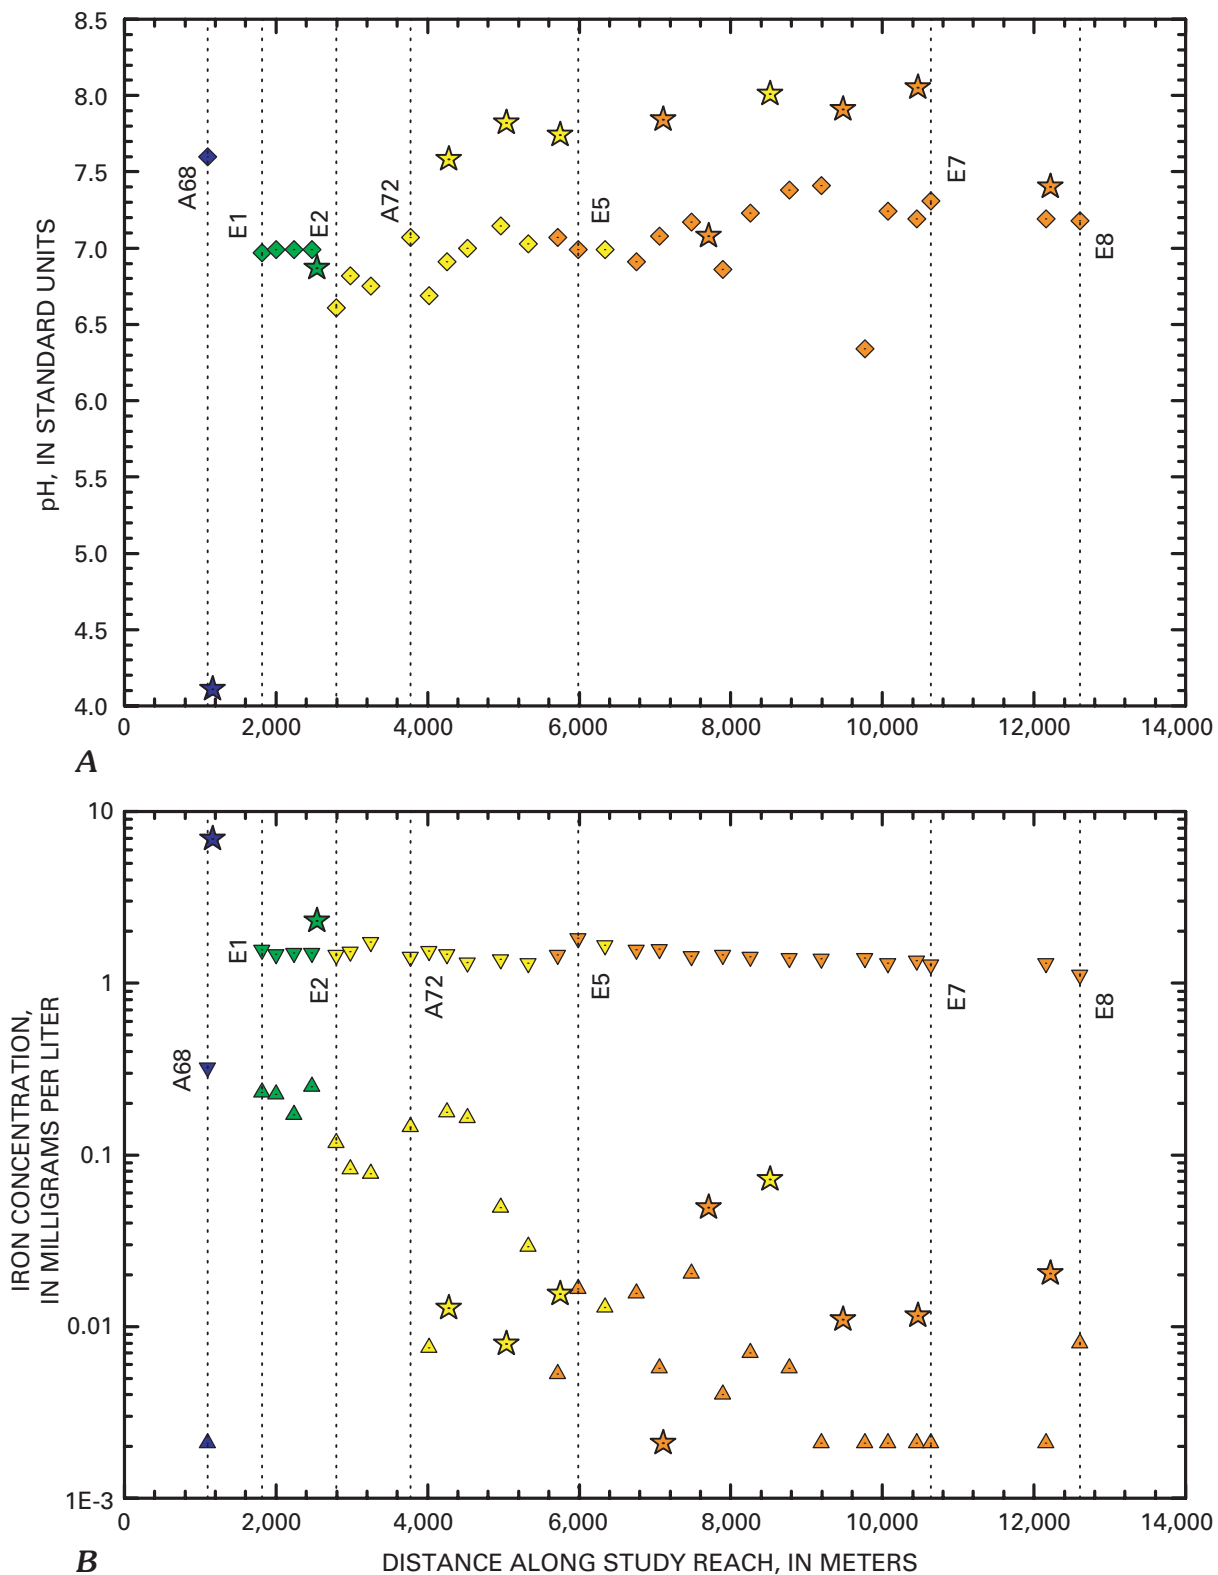 8.5
8.0
7.5
7.0
6.5
6.0
5.5
5.0
4.5
4.0
pH, IN STANDARD UNITS
A68
E1
E2
A72
E5
E7
E8
0 2,000 4,000 6,000 8,000 10,000 12,000 14,000
A
10
1
0.1
0.01
1E-3
IRON CONCENTRATION,
IN MILLIGRAMS PER LITER
A68
E1
E2
A72
E5
E7
E8
0 2,000 4,000 6,000 8,000 10,000 12,000 14,000
B DISTANCE ALONG STUDY REACH, IN METERS